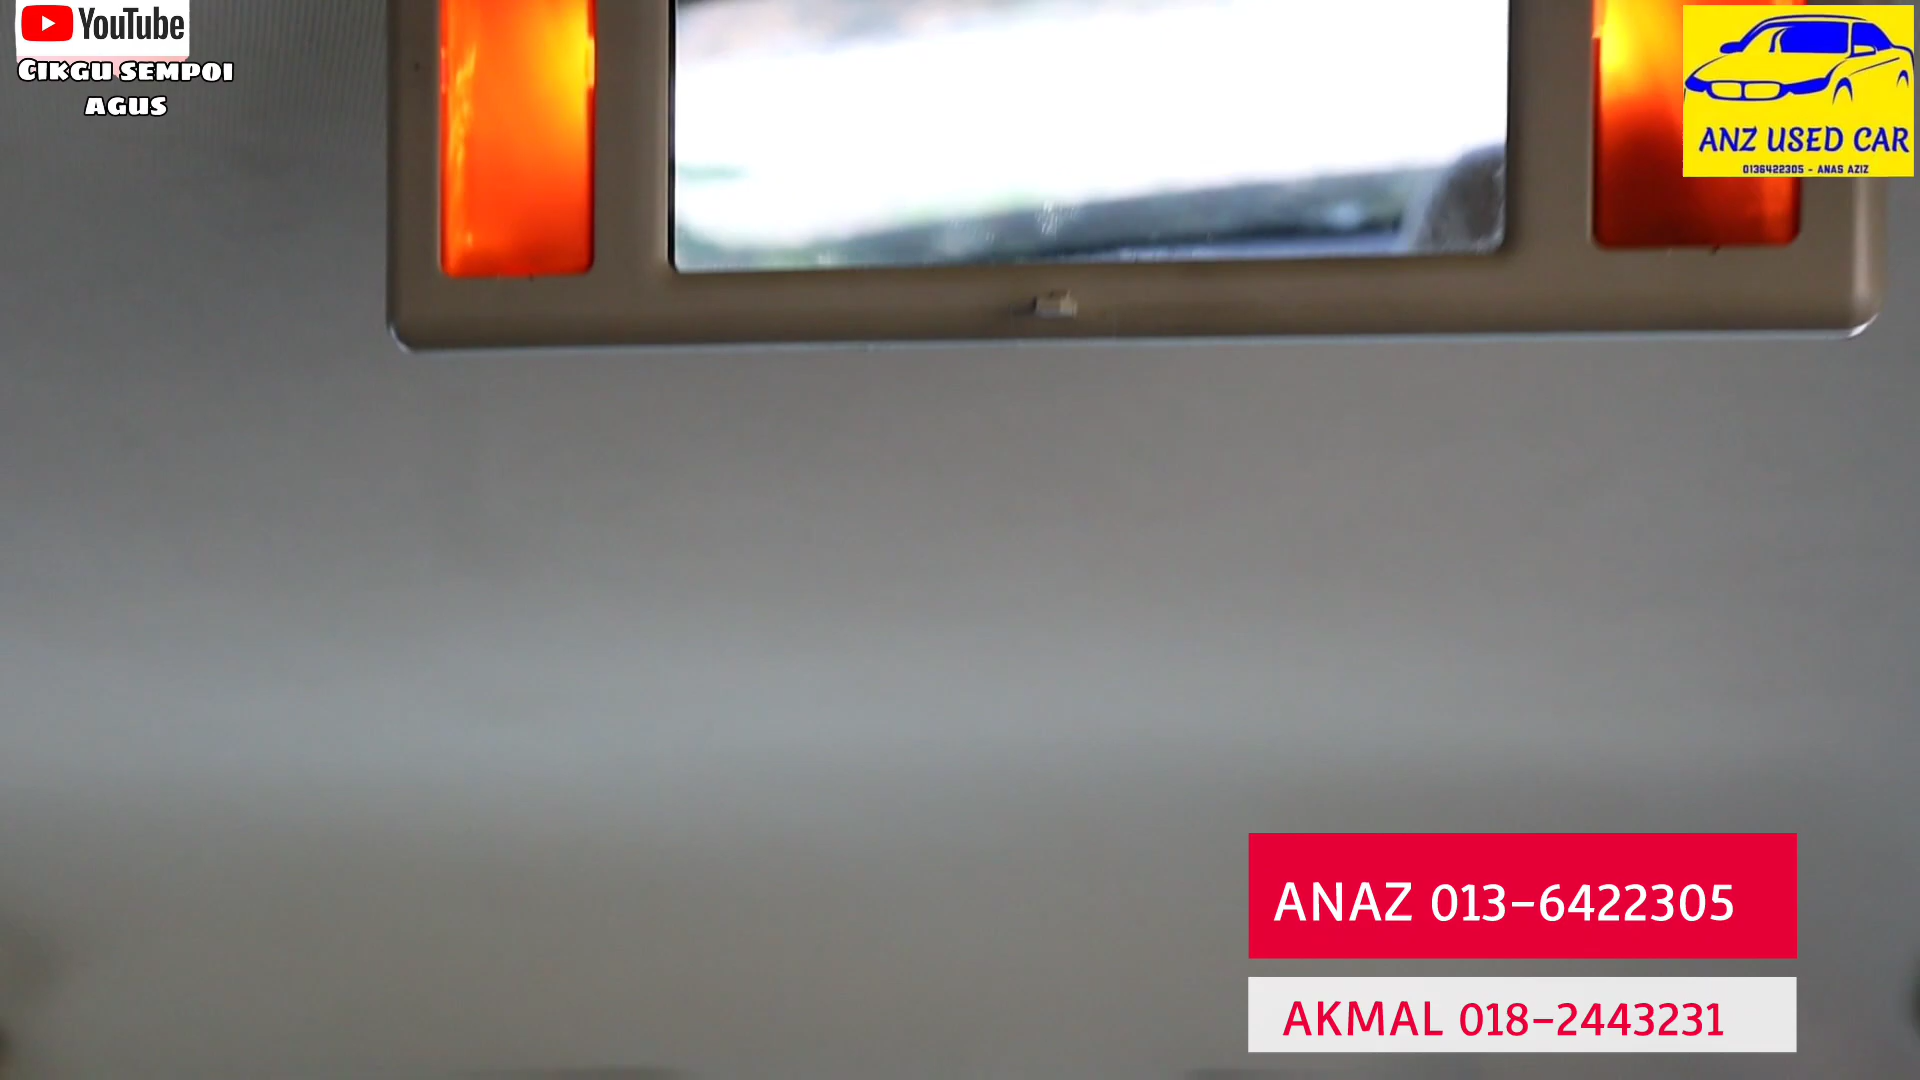 YouTube
CIKGU SEMPOI
AGUS
ANZ USED CAR
0136422305 - ANAS AZIZ
ANAZ 013-6422305
AKMAL 018-2443231